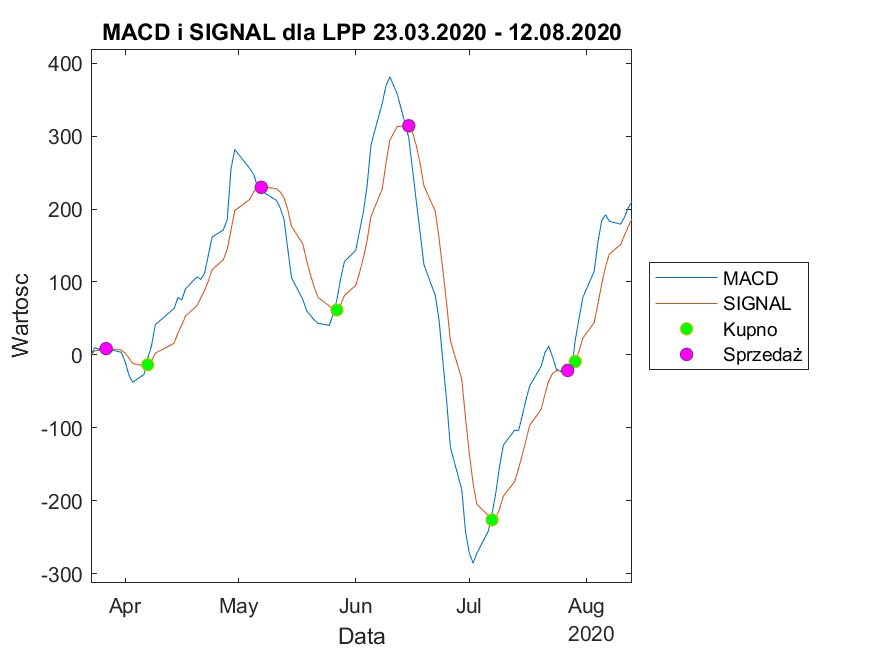 MACD i SIGNAL dla LPP 23.03.2020 - 12.08.2020
400
300
200
100
0
-100
-200
-300
Wartosc
Apr
May
Jun
Jul
Aug
2020
Data
MACD
SIGNAL
Kupno
Sprzedaż